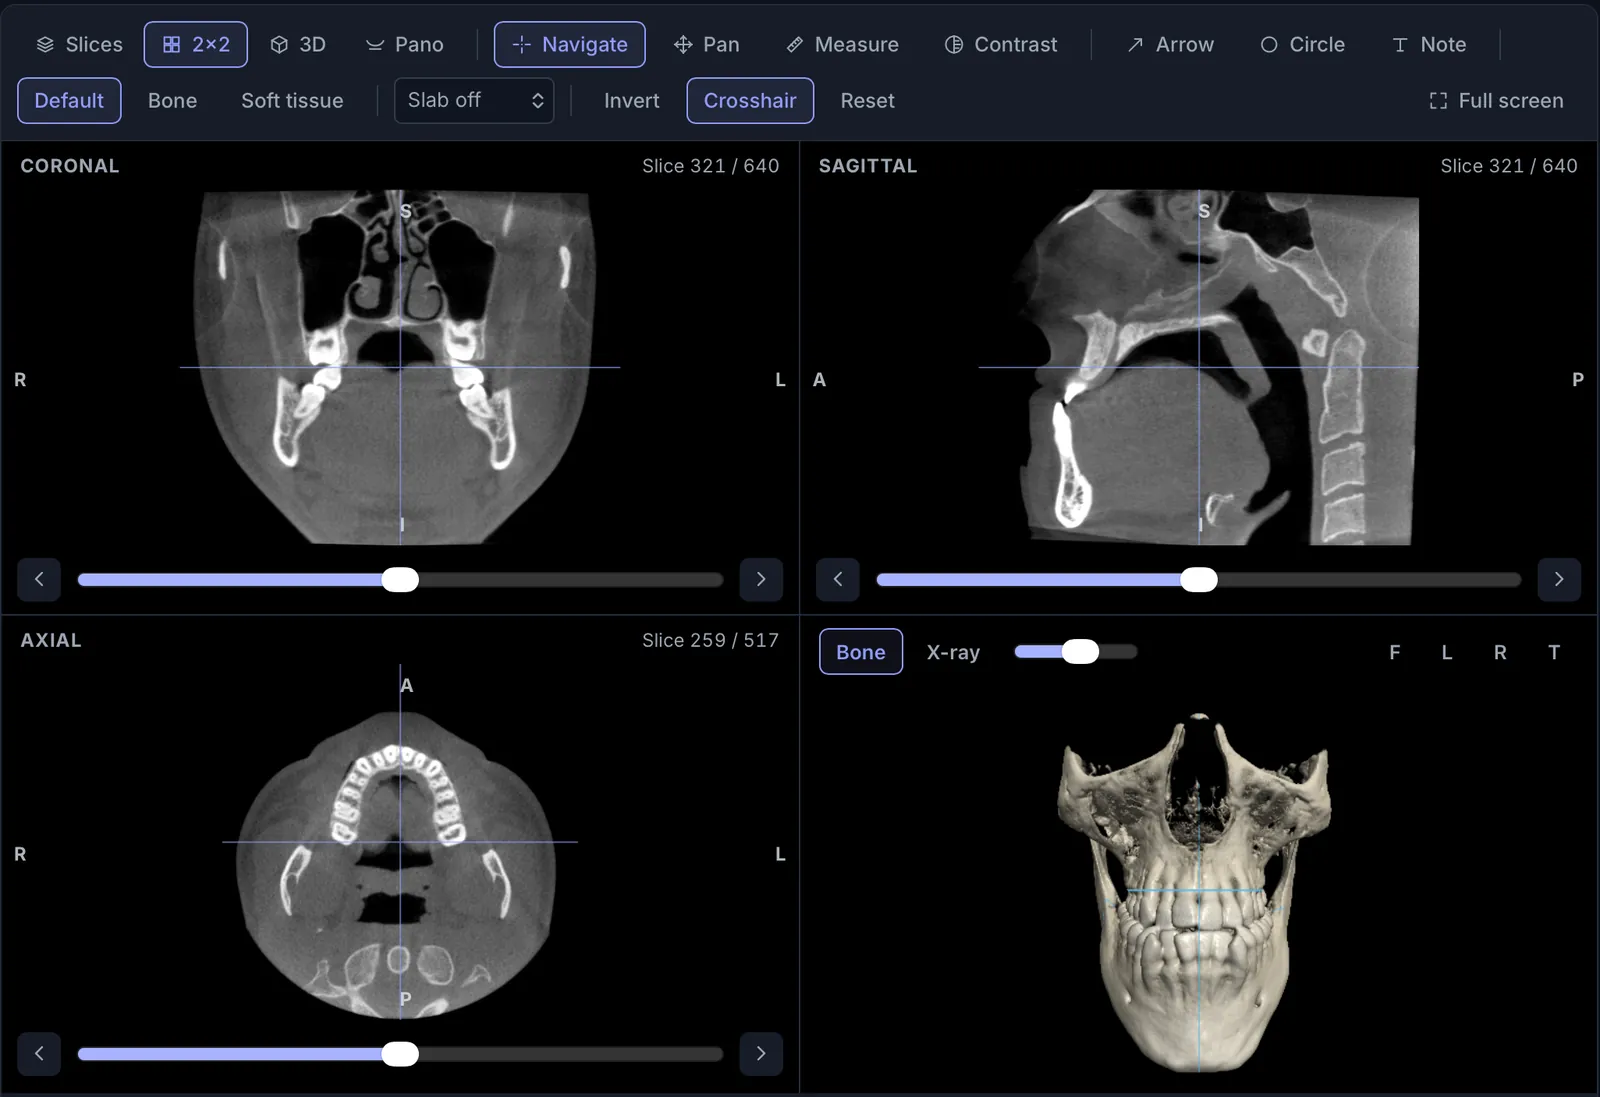 Slices 2×2 3D Pano Navigate Pan Measure Contrast Arrow Circle Note
Default Bone Soft tissue Slab off Invert Crosshair Reset Full screen
CORONAL Slice 321 / 640
S
R L
I
SAGITTAL Slice 321 / 640
S
A P
I
AXIAL Slice 259 / 517
A
R L
P
Bone X-ray F L R T